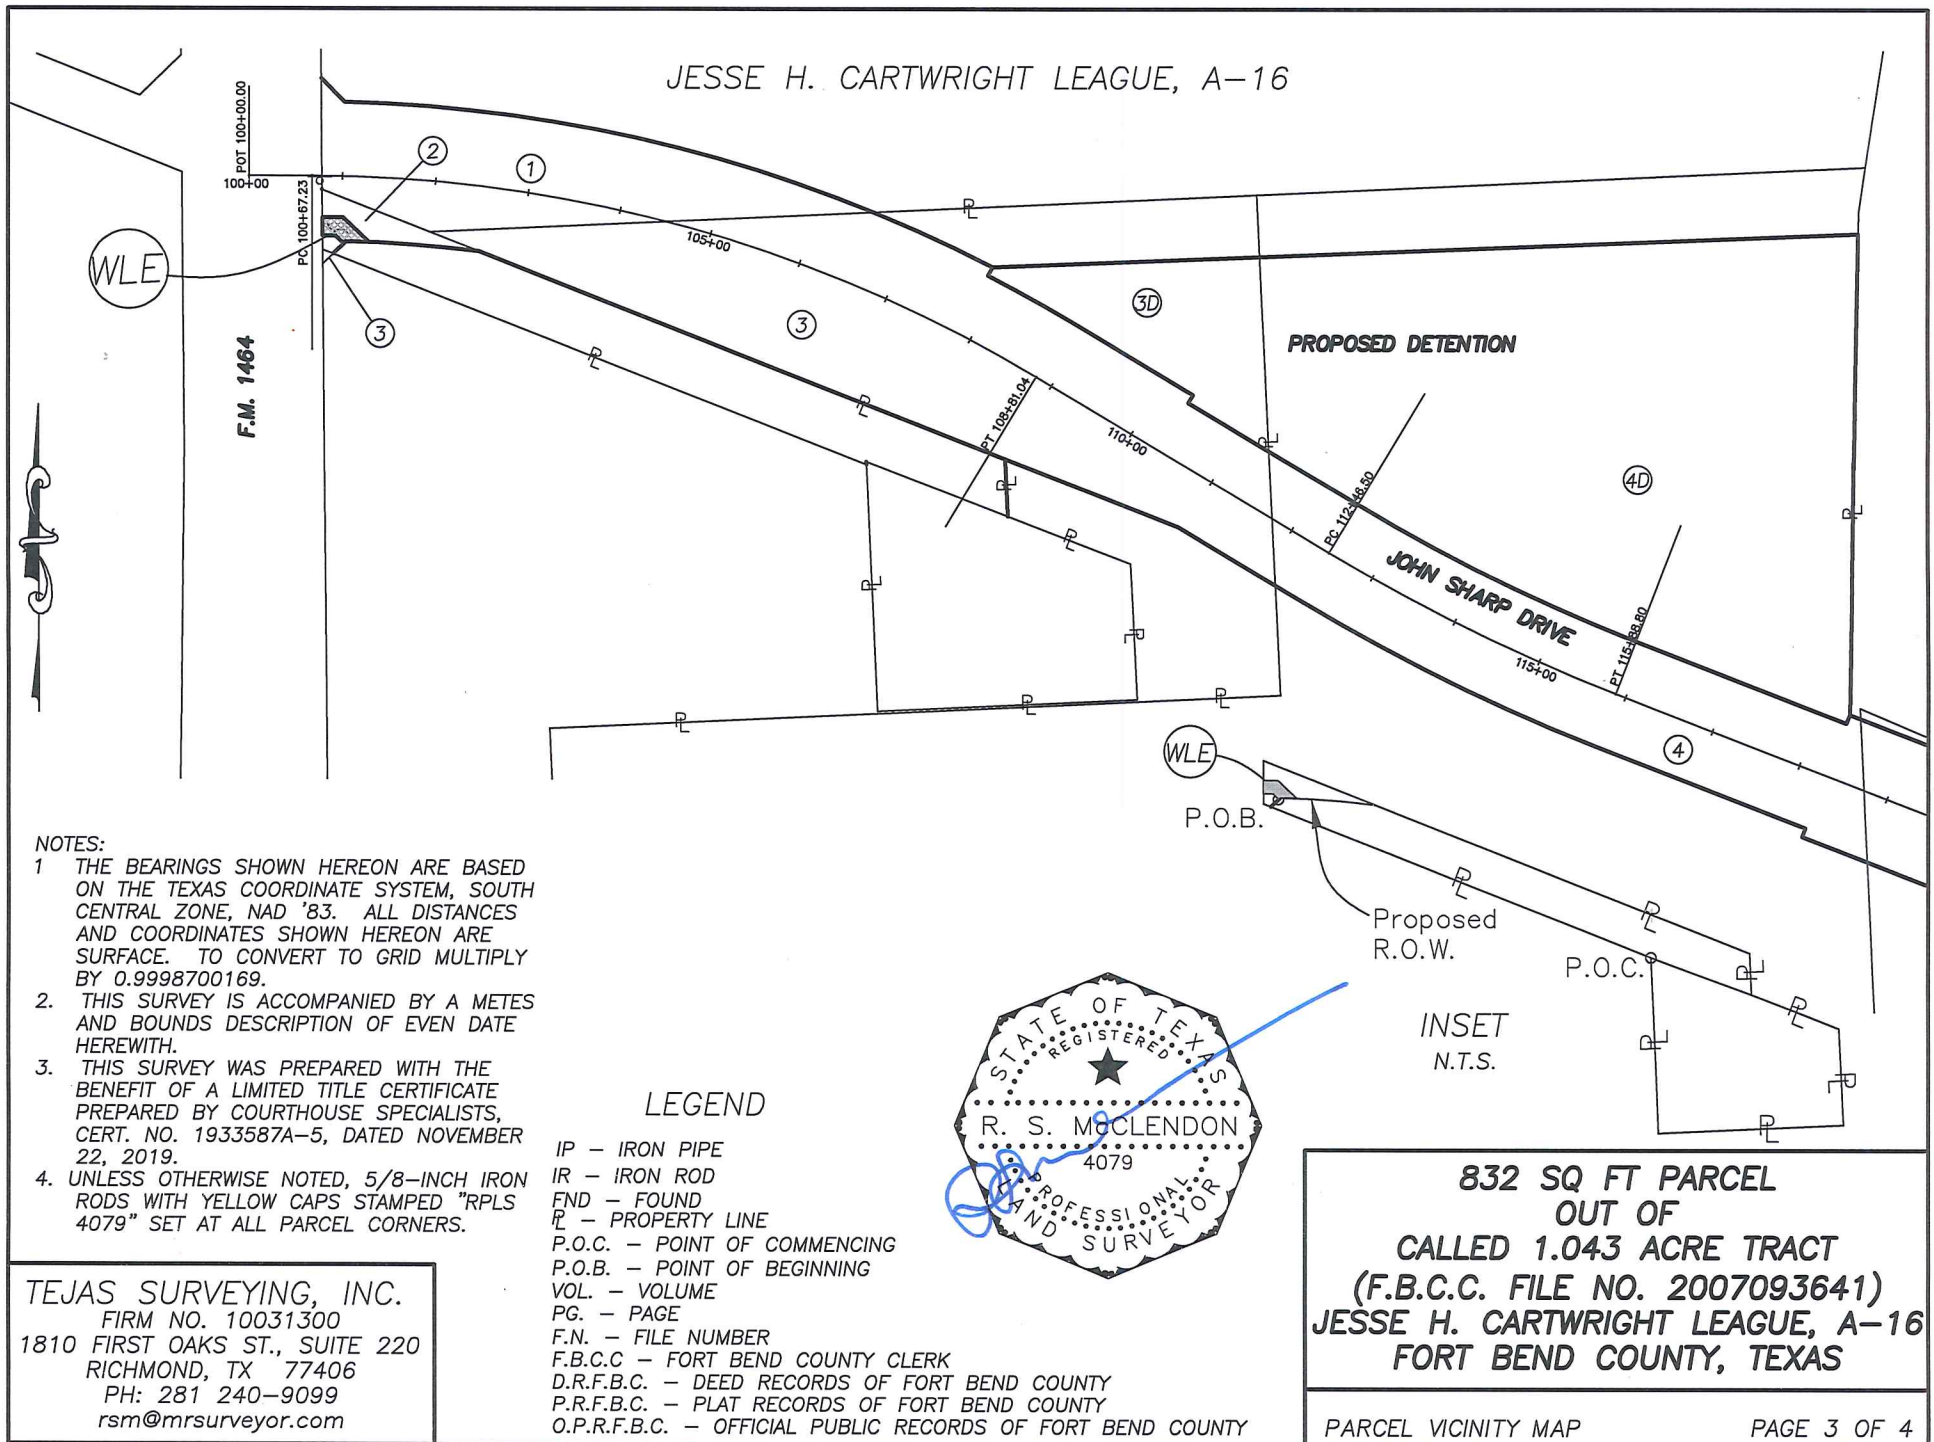 JESSE H. CARTWRIGHT LEAGUE, A-16
POT 100+00.00
100+00
PC 100+67.23
2
1
WLE
3
F.M. 1464
105+00
3
3D
PROPOSED DETENTION
PT 108+81.04
110+00
4D
PC 112+46.50
JOHN SHARP DRIVE
115+00
PT 115+88.80
4
WLE
P.O.B.
Proposed
R.O.W.
P.O.C.
INSET
N.T.S.
NOTES:
1 THE BEARINGS SHOWN HEREON ARE BASED
ON THE TEXAS COORDINATE SYSTEM, SOUTH
CENTRAL ZONE, NAD '83. ALL DISTANCES
AND COORDINATES SHOWN HEREON ARE
SURFACE. TO CONVERT TO GRID MULTIPLY
BY 0.9998700169.
2. THIS SURVEY IS ACCOMPANIED BY A METES
AND BOUNDS DESCRIPTION OF EVEN DATE
HEREWITH.
3. THIS SURVEY WAS PREPARED WITH THE
BENEFIT OF A LIMITED TITLE CERTIFICATE
PREPARED BY COURTHOUSE SPECIALISTS,
CERT. NO. 1933587A-5, DATED NOVEMBER
22, 2019.
4. UNLESS OTHERWISE NOTED, 5/8-INCH IRON
RODS WITH YELLOW CAPS STAMPED "RPLS
4079" SET AT ALL PARCEL CORNERS.
TEJAS SURVEYING, INC.
FIRM NO. 10031300
1810 FIRST OAKS ST., SUITE 220
RICHMOND, TX 77406
PH: 281 240-9099
rsm@mrsurveyor.com
LEGEND
IP - IRON PIPE
IR - IRON ROD
FND - FOUND
PL - PROPERTY LINE
P.O.C. - POINT OF COMMENCING
P.O.B. - POINT OF BEGINNING
VOL. - VOLUME
PG. - PAGE
F.N. - FILE NUMBER
F.B.C.C - FORT BEND COUNTY CLERK
D.R.F.B.C. - DEED RECORDS OF FORT BEND COUNTY
P.R.F.B.C. - PLAT RECORDS OF FORT BEND COUNTY
O.P.R.F.B.C. - OFFICIAL PUBLIC RECORDS OF FORT BEND COUNTY
STATE OF TEXAS
REGISTERED
R. S. McCLENDON
4079
PROFESSIONAL
LAND SURVEYOR
832 SQ FT PARCEL
OUT OF
CALLED 1.043 ACRE TRACT
(F.B.C.C. FILE NO. 2007093641)
JESSE H. CARTWRIGHT LEAGUE, A-16
FORT BEND COUNTY, TEXAS
PARCEL VICINITY MAP PAGE 3 OF 4